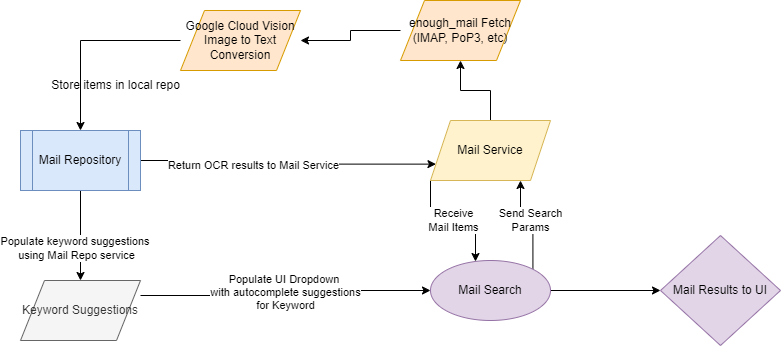 Google Cloud Vision
Image to Text
Conversion
enough_mail Fetch
(IMAP, PoP3, etc)
Store items in local repo
Mail Repository
Return OCR results to Mail Service
Mail Service
Receive
Mail Items
Send Search
Params
Populate keyword suggestions
using Mail Repo service
Keyword Suggestions
Populate UI Dropdown
with autocomplete suggestions
for Keyword
Mail Search
Mail Results to UI